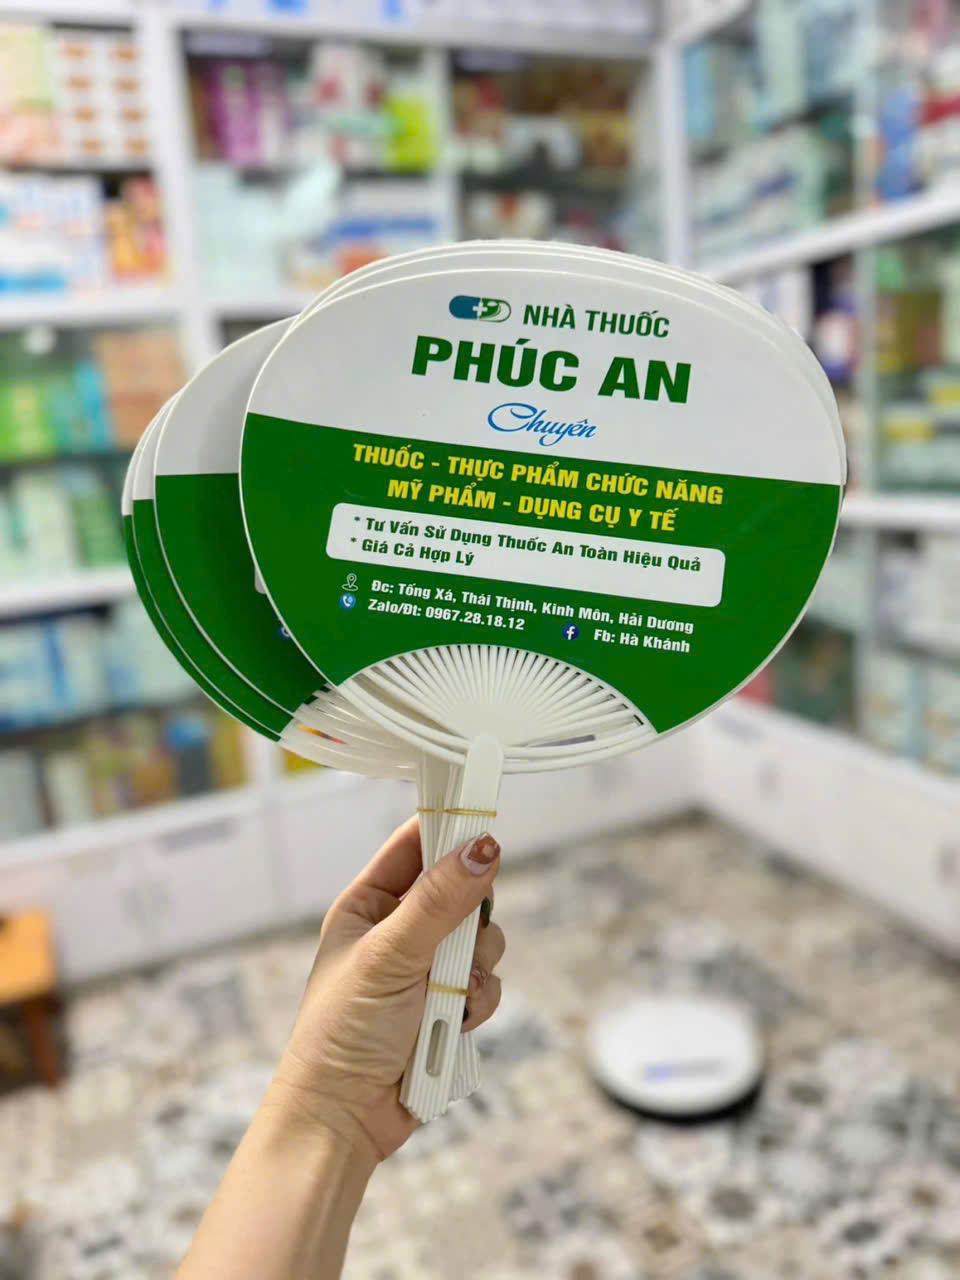 NHÀ THUỐC
PHÚC AN
Chuyên
THUỐC - THỰC PHẨM CHỨC NĂNG
MỸ PHẨM - DỤNG CỤ Y TẾ
* Tư Vấn Sử Dụng Thuốc An Toàn Hiệu Quả
* Giá Cả Hợp Lý
Đc: Tống Xá, Thái Thịnh, Kinh Môn, Hải Dương
Zalo/Đt: 0967.28.18.12 Fb: Hà Khánh